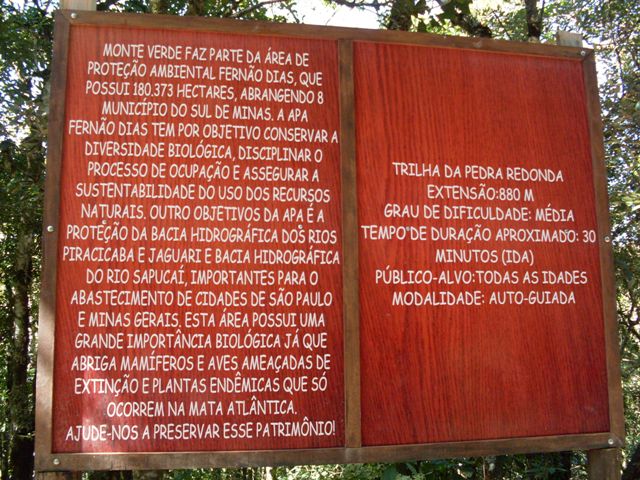 MONTE VERDE FAZ PARTE DA ÁREA DE
PROTEÇÃO AMBIENTAL FERNÃO DIAS, QUE
POSSUI 180.373 HECTARES, ABRANGENDO 8
MUNICÍPIO DO SUL DE MINAS. A APA
FERNÃO DIAS TEM POR OBJETIVO CONSERVAR A
DIVERSIDADE BIOLÓGICA, DISCIPLINAR O
PROCESSO DE OCUPAÇÃO E ASSEGURAR A
SUSTENTABILIDADE DO USO DOS RECURSOS
NATURAIS. OUTRO OBJETIVOS DA APA É A
PROTEÇÃO DA BACIA HIDROGRÁFICA DOS RIOS
PIRACICABA E JAGUARI E BACIA HIDROGRÁFICA
DO RIO SAPUCAÍ, IMPORTANTES PARA O
ABASTECIMENTO DE CIDADES DE SÃO PAULO
E MINAS GERAIS. ESTA ÁREA POSSUI UMA
GRANDE IMPORTÂNCIA BIOLÓGICA JÁ QUE
ABRIGA MAMÍFEROS E AVES AMEAÇADAS DE
EXTINÇÃO E PLANTAS ENDÊMICAS QUE SÓ
OCORREM NA MATA ATLÂNTICA.
AJUDE-NOS A PRESERVAR ESSE PATRIMÔNIO!
TRILHA DA PEDRA REDONDA
EXTENSÃO:880 M
GRAU DE DIFICULDADE: MÉDIA
TEMPO DE DURAÇÃO APROXIMADO: 30
MINUTOS (IDA)
PÚBLICO-ALVO:TODAS AS IDADES
MODALIDADE: AUTO-GUIADA